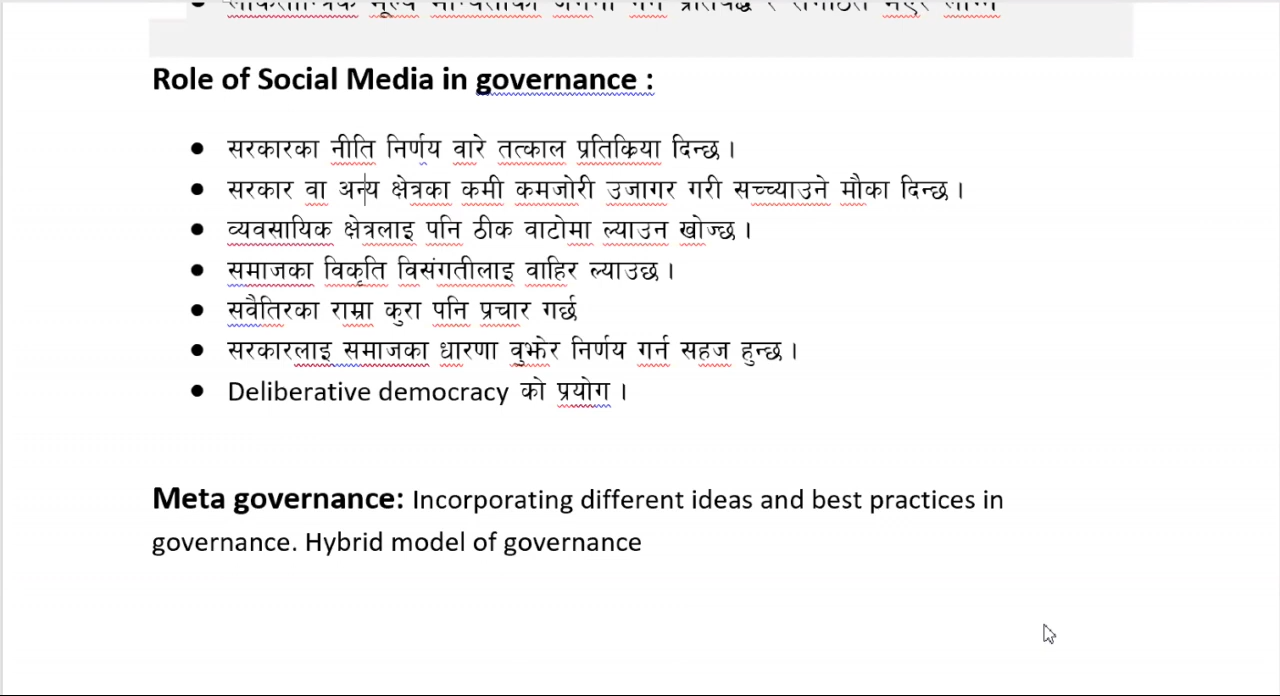 Role of Social Media in governance :
● सरकारका नीति निर्णय वारे तत्काल प्रतिक्रिया दिन्छ ।
● सरकार वा अन्य क्षेत्रका कमी कमजोरी उजागर गरी सच्च्याउने मौका दिन्छ ।
● व्यवसायिक क्षेत्रलाइ पनि ठीक वाटोमा ल्याउन खोज्छ ।
● समाजका विकृति विसंगतीलाइ वाहिर ल्याउछ ।
● सवैतिरका राम्रा कुरा पनि प्रचार गर्छ
● सरकारलाइ समाजका धारणा वुझेर निर्णय गर्न सहज हुन्छ ।
● Deliberative democracy को प्रयोग ।
Meta governance: Incorporating different ideas and best practices in
governance. Hybrid model of governance